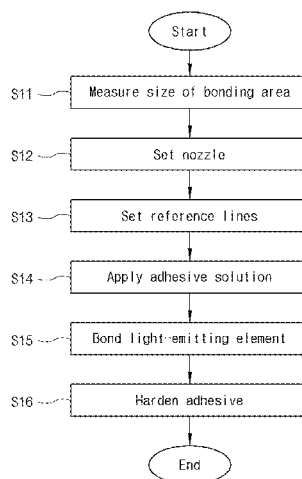 Start
S11 Measure size of bonding area
S12 Set nozzle
S13 Set reference lines
S14 Apply adhesive solution
S15 Bond light-emitting element
S16 Harden adhesive
End